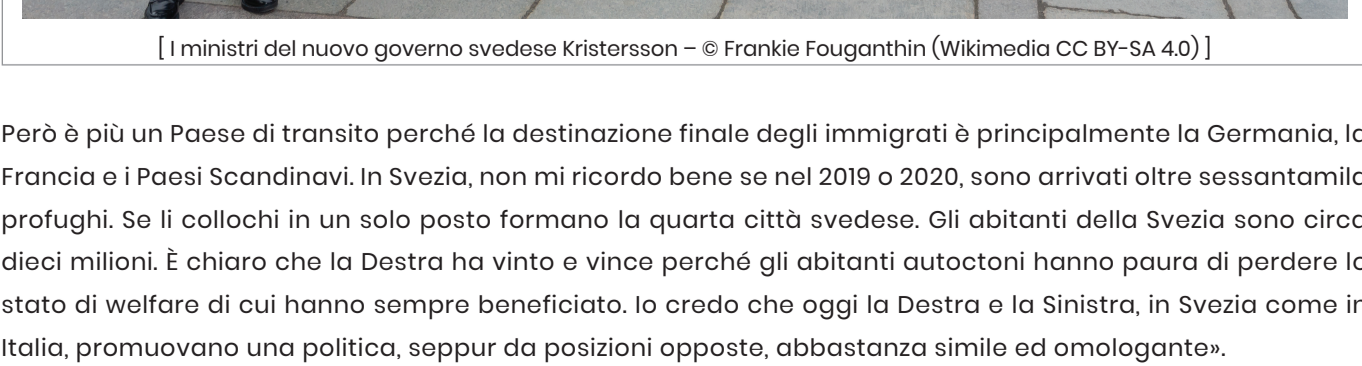 [ I ministri del nuovo governo svedese Kristersson – © Frankie Fouganthin (Wikimedia CC BY-SA 4.0) ]
Però è più un Paese di transito perché la destinazione finale degli immigrati è principalmente la Germania, la
Francia e i Paesi Scandinavi. In Svezia, non mi ricordo bene se nel 2019 o 2020, sono arrivati oltre sessantamila
profughi. Se li collochi in un solo posto formano la quarta città svedese. Gli abitanti della Svezia sono circa
dieci milioni. È chiaro che la Destra ha vinto e vince perché gli abitanti autoctoni hanno paura di perdere lo
stato di welfare di cui hanno sempre beneficiato. Io credo che oggi la Destra e la Sinistra, in Svezia come in
Italia, promuovano una politica, seppur da posizioni opposte, abbastanza simile ed omologante».